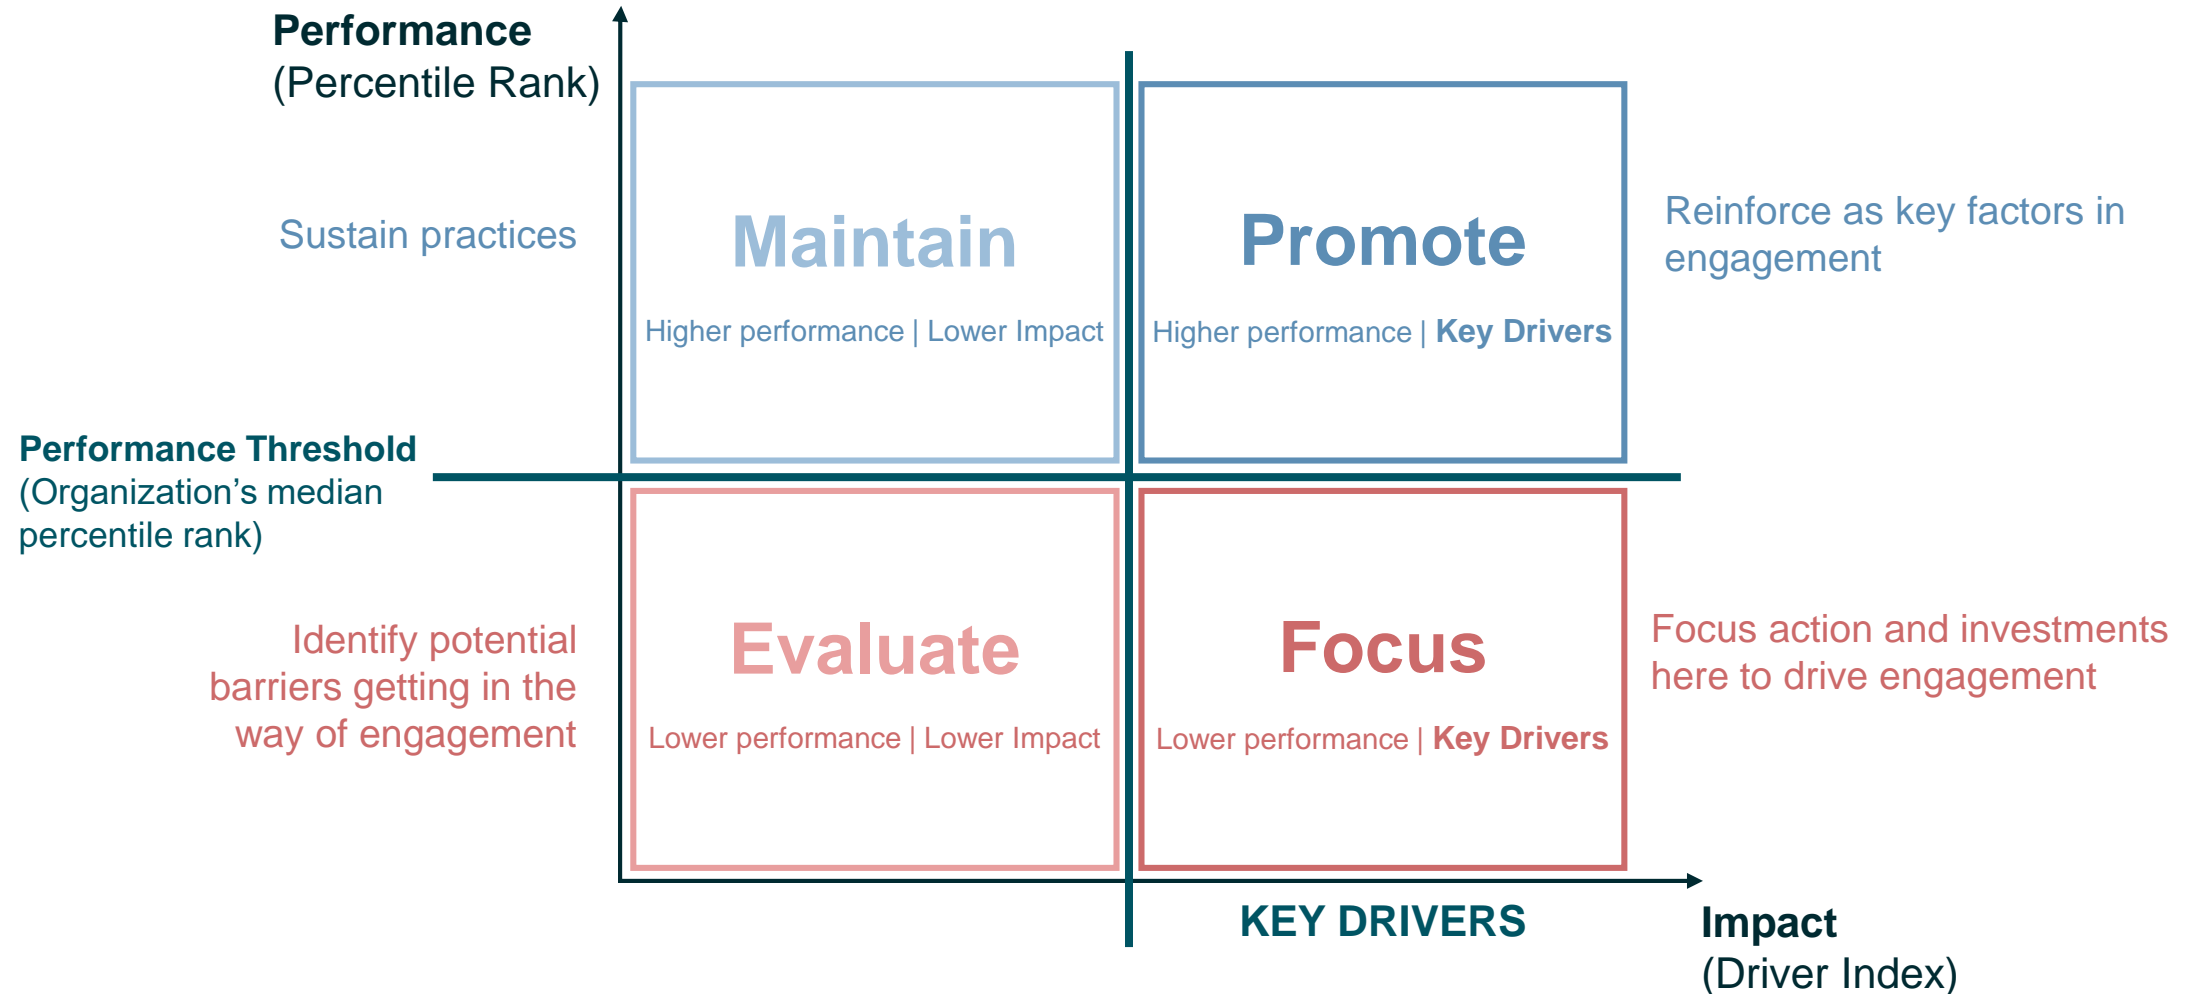 Performance
(Percentile Rank)
Sustain practices
Maintain
Higher performance | Lower Impact
Promote
Higher performance | Key Drivers
Reinforce as key factors in
engagement
Performance Threshold
(Organization’s median
percentile rank)
Identify potential
barriers getting in the
way of engagement
Evaluate
Lower performance | Lower Impact
Focus
Lower performance | Key Drivers
Focus action and investments
here to drive engagement
KEY DRIVERS
Impact
(Driver Index)